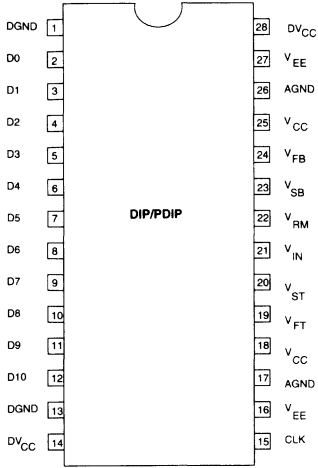 DGND 1 28 DVCC
D0 2 27 VEE
D1 3 26 AGND
D2 4 25 VCC
D3 5 24 VFB
D4 6 23 VSB
DIP/PDIP
D5 7 22 VRM
D6 8 21 VIN
D7 9 20 VST
D8 10 19 VFT
D9 11 18 VCC
D10 12 17 AGND
DGND 13 16 VEE
DVCC 14 15 CLK